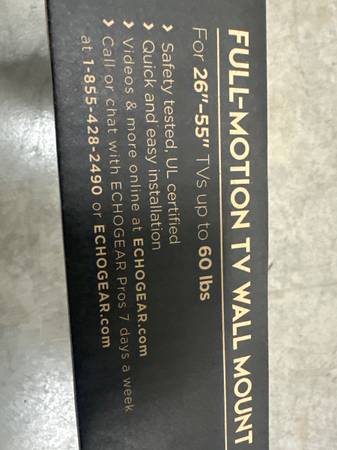 FULL-MOTION TV WALL MOUNT
For 26"-55" TVs up to 60 lbs
> Safety tested, UL certified
> Quick and easy installation
> Videos & more online at ECHOGEAR.com
> Call or chat with ECHOGEAR Pros 7 days a week
at 1-855-428-2490 or ECHOGEAR.com